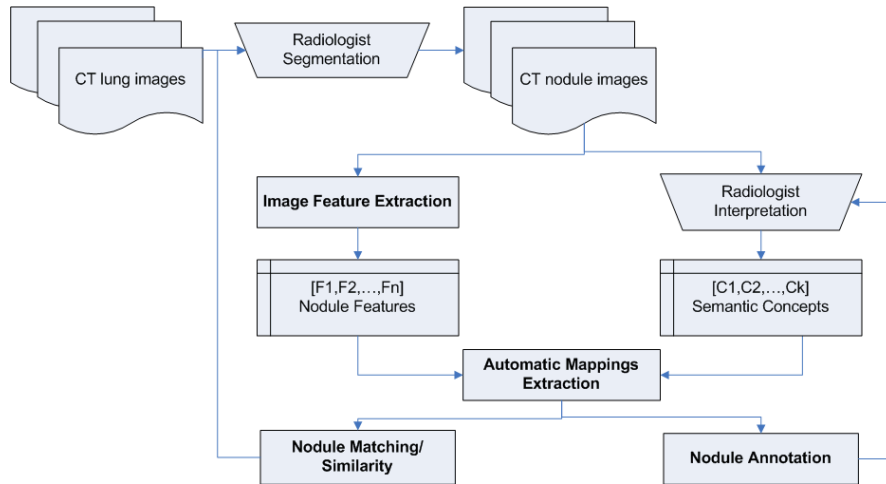 CT lung images
Radiologist
Segmentation
CT nodule images
Image Feature Extraction
Radiologist
Interpretation
[F1,F2,…,Fn]
Nodule Features
[C1,C2,…,Ck]
Semantic Concepts
Automatic Mappings
Extraction
Nodule Matching/
Similarity
Nodule Annotation